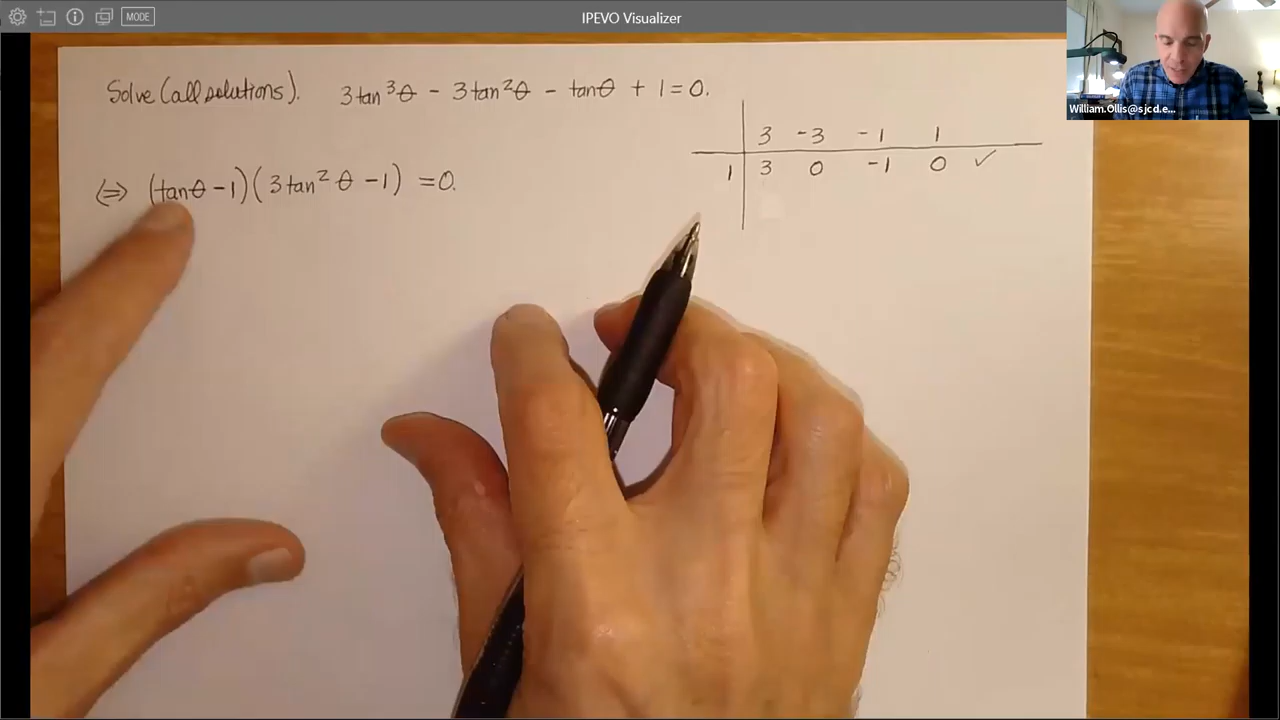 MODE
IPEVO Visualizer
William.Ollis@sjcd.e...
Solve (all solutions). 3tan³θ - 3tan²θ - tanθ + 1 = 0.
3 -3 -1 1
1 3 0 -1 0 ✓
⇔ (tanθ - 1)(3tan²θ - 1) = 0.